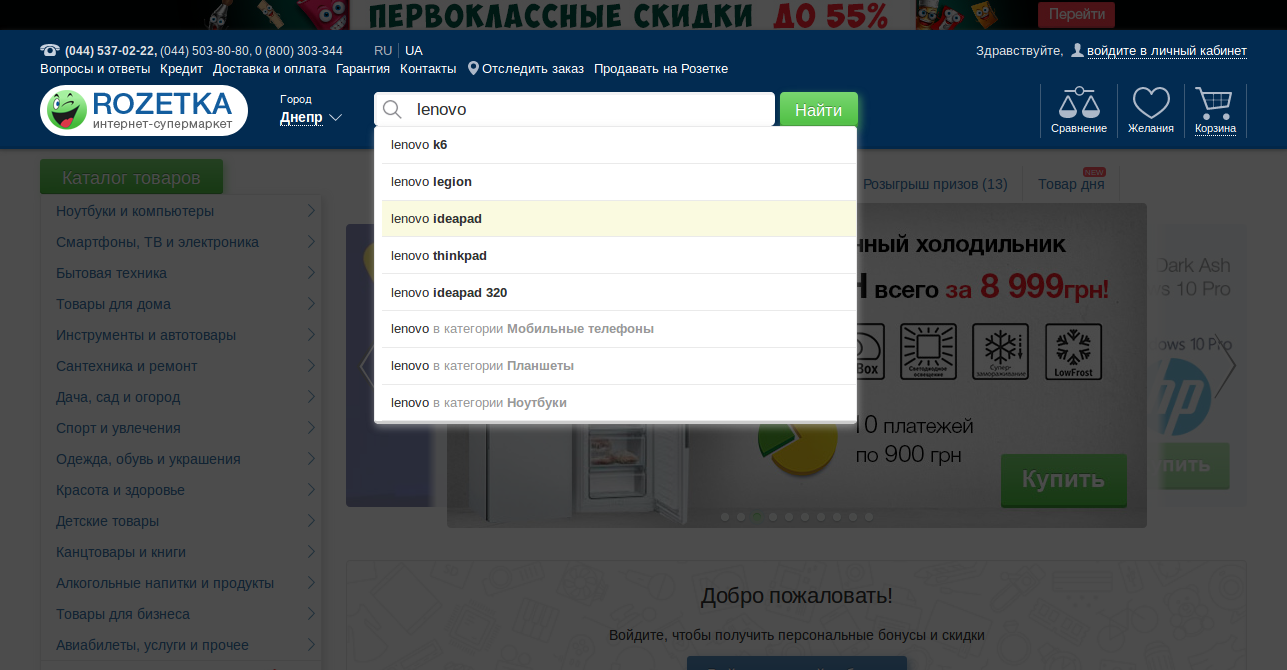 ПЕРВОКЛАССНЫЕ СКИДКИ ДО 55%
Перейти
(044) 537-02-22, (044) 503-80-80, 0 (800) 303-344
RU UA
Здравствуйте, войдите в личный кабинет
Вопросы и ответы Кредит Доставка и оплата Гарантия Контакты Отследить заказ Продавать на Розетке
ROZETKA
интернет-супермаркет
Город
Днепр
lenovo
Найти
Сравнение
Желания
Корзина
lenovo k6
lenovo legion
lenovo ideapad
lenovo thinkpad
lenovo ideapad 320
lenovo в категории Мобильные телефоны
lenovo в категории Планшеты
lenovo в категории Ноутбуки
Каталог товаров
Розыгрыш призов (13)
Товар дня
NEW
Ноутбуки и компьютеры
Смартфоны, ТВ и электроника
Бытовая техника
Товары для дома
Инструменты и автотовары
Сантехника и ремонт
Дача, сад и огород
Спорт и увлечения
Одежда, обувь и украшения
Красота и здоровье
Детские товары
Канцтовары и книги
Алкогольные напитки и продукты
Товары для бизнеса
Авиабилеты, услуги и прочее
холодильник
всего за 8 999грн!
Box
Светодиодное освещение
Супер-замораживание
LowFrost
10 платежей
по 900 грн
Купить
Dark Ash
10 Pro
10 Pro
hp
Добро пожаловать!
Войдите, чтобы получить персональные бонусы и скидки